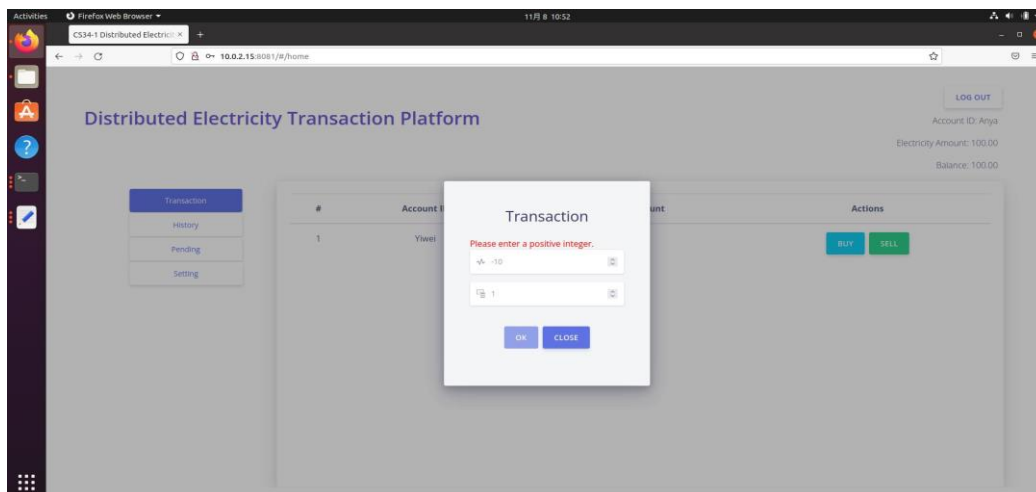 Activities Firefox Web Browser 11月 8 10:52
CS34-1 Distributed Electricit × +
10.0.2.15:8081/#/home
LOG OUT
Distributed Electricity Transaction Platform
Account ID: Anya
Electricity Amount: 100.00
Balance: 100.00
Transaction
History
Pending
Setting
# Account I unt Actions
1 Yiwei BUY SELL
Transaction
Please enter a positive integer.
-10
1
OK CLOSE